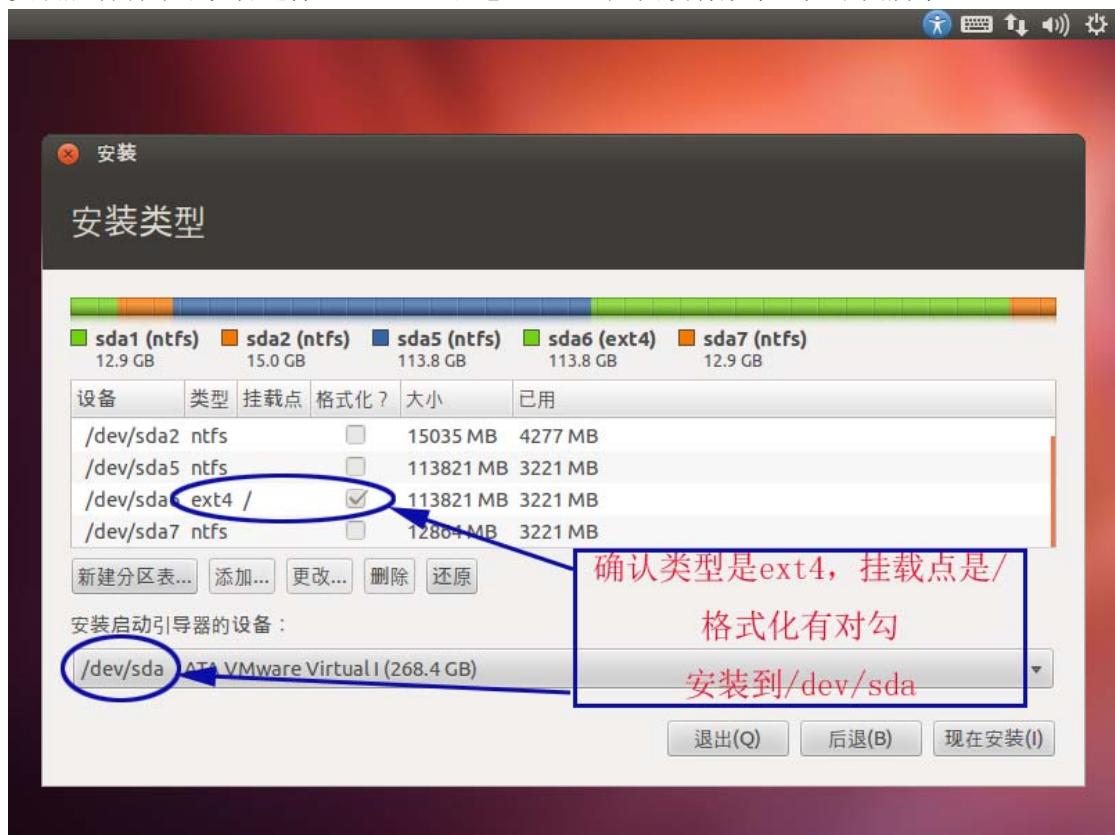 安装
安装类型
sda1 (ntfs) sda2 (ntfs) sda5 (ntfs) sda6 (ext4) sda7 (ntfs)
12.9 GB 15.0 GB 113.8 GB 113.8 GB 12.9 GB
设备 类型 挂载点 格式化？ 大小 已用
/dev/sda2 ntfs 15035 MB 4277 MB
/dev/sda5 ntfs 113821 MB 3221 MB
/dev/sda6 ext4 / 113821 MB 3221 MB
/dev/sda7 ntfs 12864 MB 3221 MB
新建分区表... 添加... 更改... 删除 还原
安装启动引导器的设备：
/dev/sda ATA VMware Virtual I (268.4 GB)
确认类型是ext4，挂载点是/
格式化有对勾
安装到/dev/sda
退出(Q) 后退(B) 现在安装(I)